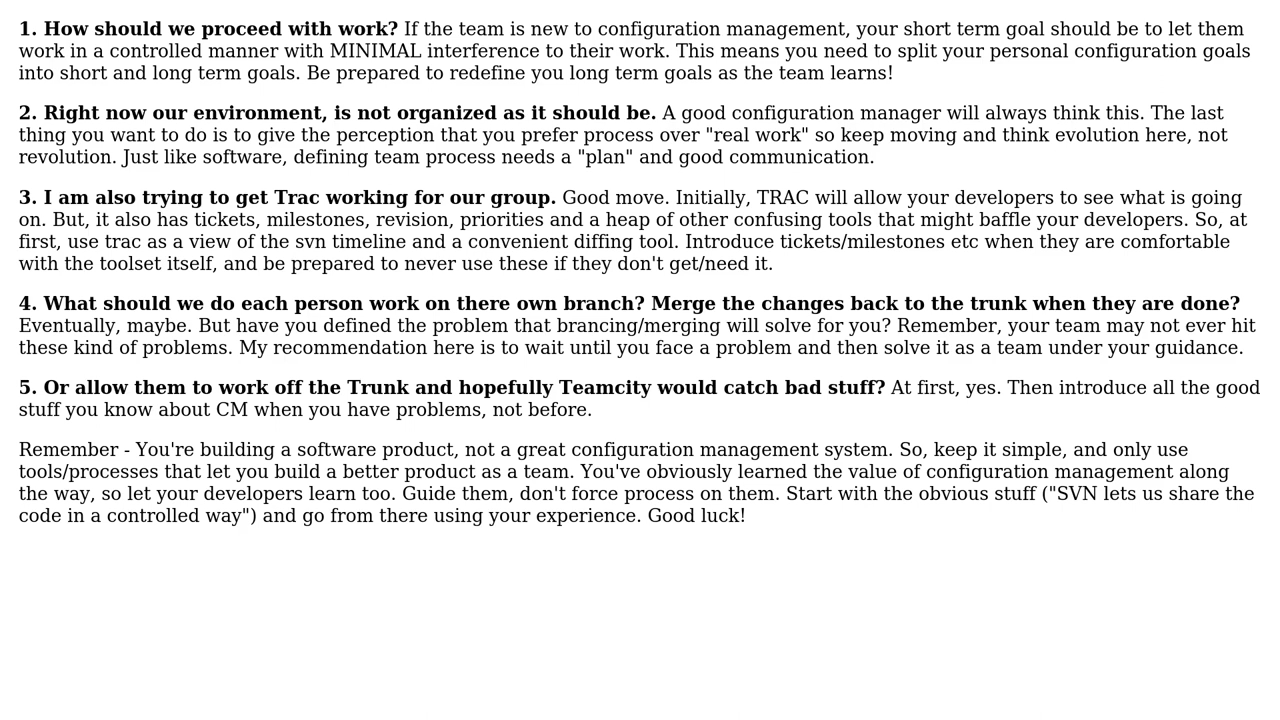 1. How should we proceed with work? If the team is new to configuration management, your short term goal should be to let them
work in a controlled manner with MINIMAL interference to their work. This means you need to split your personal configuration goals
into short and long term goals. Be prepared to redefine you long term goals as the team learns!
2. Right now our environment, is not organized as it should be. A good configuration manager will always think this. The last
thing you want to do is to give the perception that you prefer process over "real work" so keep moving and think evolution here, not
revolution. Just like software, defining team process needs a "plan" and good communication.
3. I am also trying to get Trac working for our group. Good move. Initially, TRAC will allow your developers to see what is going
on. But, it also has tickets, milestones, revision, priorities and a heap of other confusing tools that might baffle your developers. So, at
first, use trac as a view of the svn timeline and a convenient diffing tool. Introduce tickets/milestones etc when they are comfortable
with the toolset itself, and be prepared to never use these if they don't get/need it.
4. What should we do each person work on there own branch? Merge the changes back to the trunk when they are done?
Eventually, maybe. But have you defined the problem that brancing/merging will solve for you? Remember, your team may not ever hit
these kind of problems. My recommendation here is to wait until you face a problem and then solve it as a team under your guidance.
5. Or allow them to work off the Trunk and hopefully Teamcity would catch bad stuff? At first, yes. Then introduce all the good
stuff you know about CM when you have problems, not before.
Remember - You're building a software product, not a great configuration management system. So, keep it simple, and only use
tools/processes that let you build a better product as a team. You've obviously learned the value of configuration management along
the way, so let your developers learn too. Guide them, don't force process on them. Start with the obvious stuff ("SVN lets us share the
code in a controlled way") and go from there using your experience. Good luck!